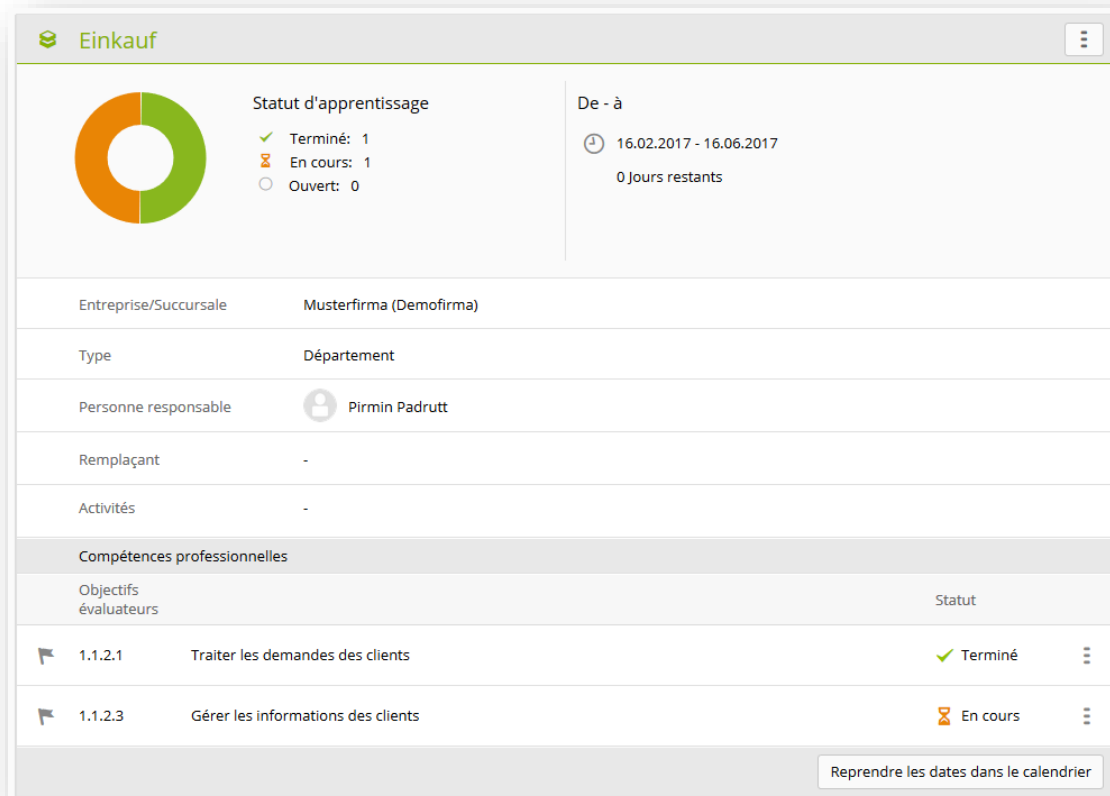 Einkauf
Statut d'apprentissage
Terminé: 1
En cours: 1
Ouvert: 0
De - à
16.02.2017 - 16.06.2017
0 Jours restants
Entreprise/Succursale Musterfirma (Demofirma)
Type Département
Personne responsable Pirmin Padrutt
Remplaçant -
Activités -
Compétences professionnelles
Objectifs
évaluateurs
Statut
1.1.2.1 Traiter les demandes des clients Terminé
1.1.2.3 Gérer les informations des clients En cours
Reprendre les dates dans le calendrier